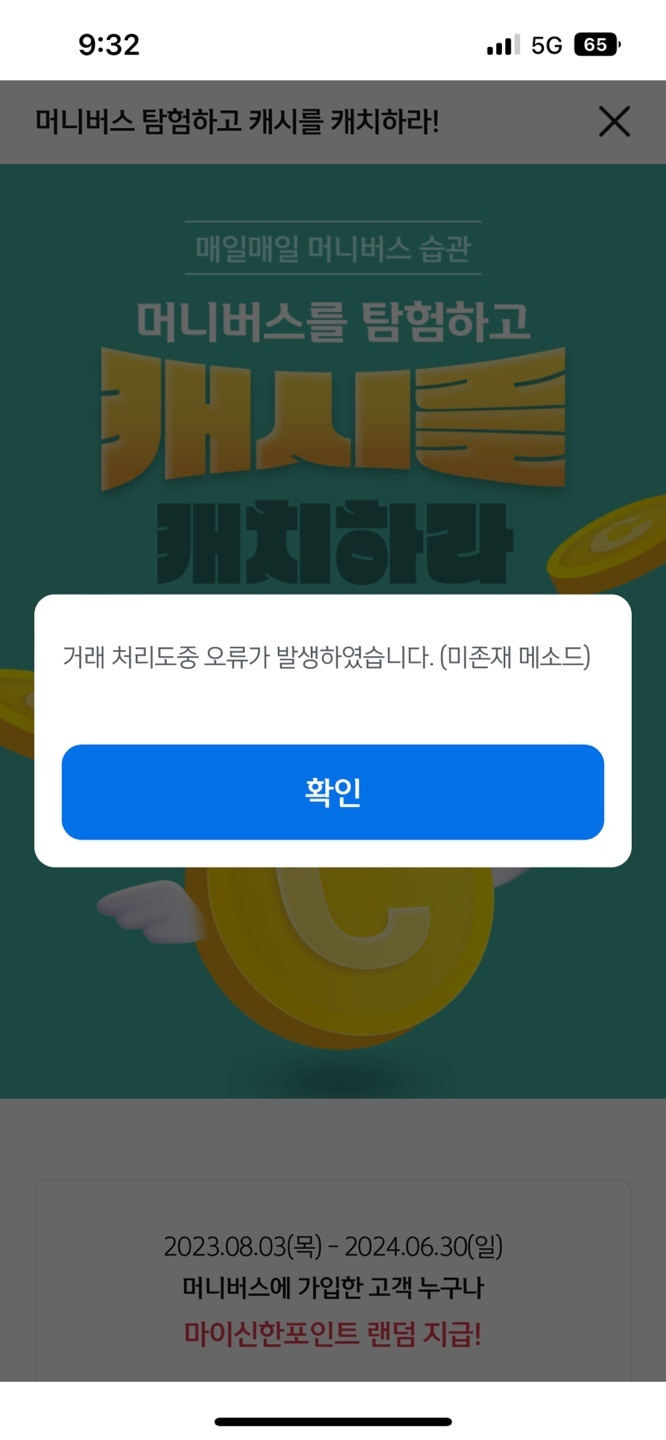 9:32
5G
65
머니버스 탐험하고 캐시를 캐치하라!
매일매일 머니버스 습관
머니버스를 탐험하고
캐시를
캐치하라
거래 처리도중 오류가 발생하였습니다. (미존재 메소드)
확인
C
C
2023.08.03(목) - 2024.06.30(일)
머니버스에 가입한 고객 누구나
마이신한포인트 랜덤 지급!